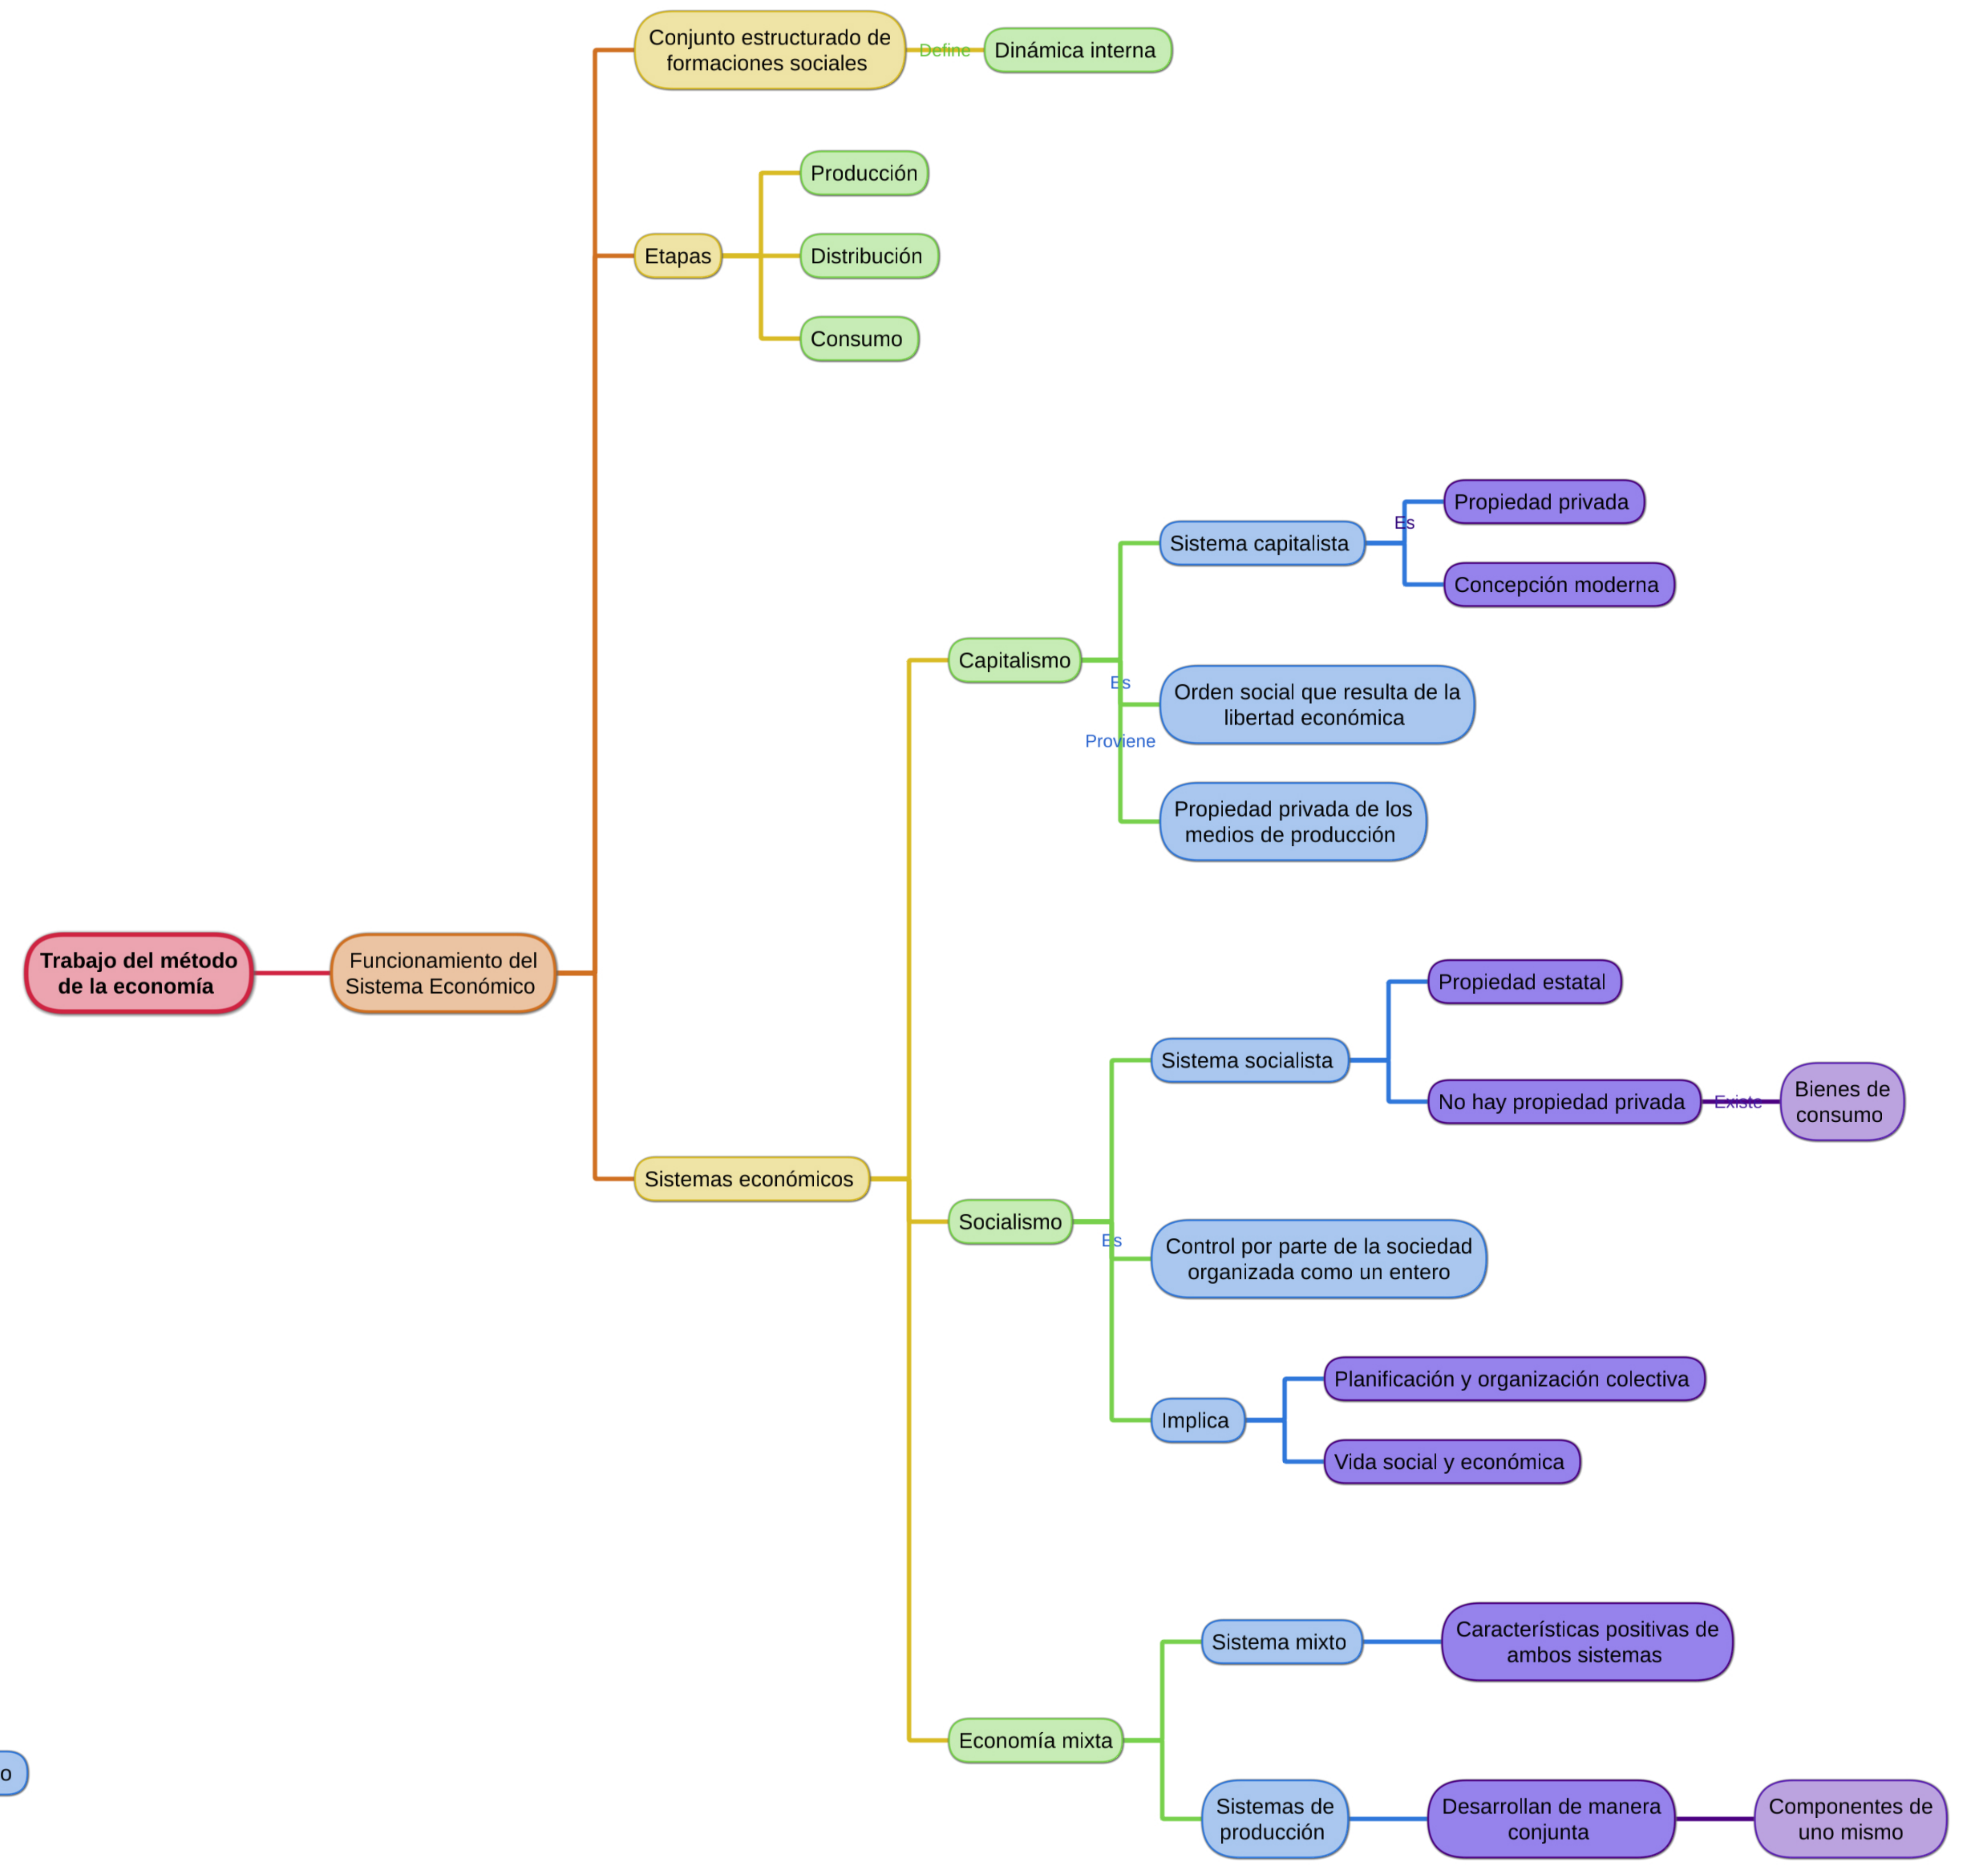 Conjunto estructurado de
formaciones sociales
Define
Dinámica interna
Producción
Etapas
Distribución
Consumo
Propiedad privada
Es
Sistema capitalista
Concepción moderna
Capitalismo
Es
Orden social que resulta de la
libertad económica
Proviene
Propiedad privada de los
medios de producción
Trabajo del método
de la economía
Funcionamiento del
Sistema Económico
Propiedad estatal
Sistema socialista
No hay propiedad privada
Existe
Bienes de
consumo
Sistemas económicos
Socialismo
Es
Control por parte de la sociedad
organizada como un entero
Planificación y organización colectiva
Implica
Vida social y económica
Características positivas de
ambos sistemas
Sistema mixto
Economía mixta
o
Sistemas de
producción
Desarrollan de manera
conjunta
Componentes de
uno mismo